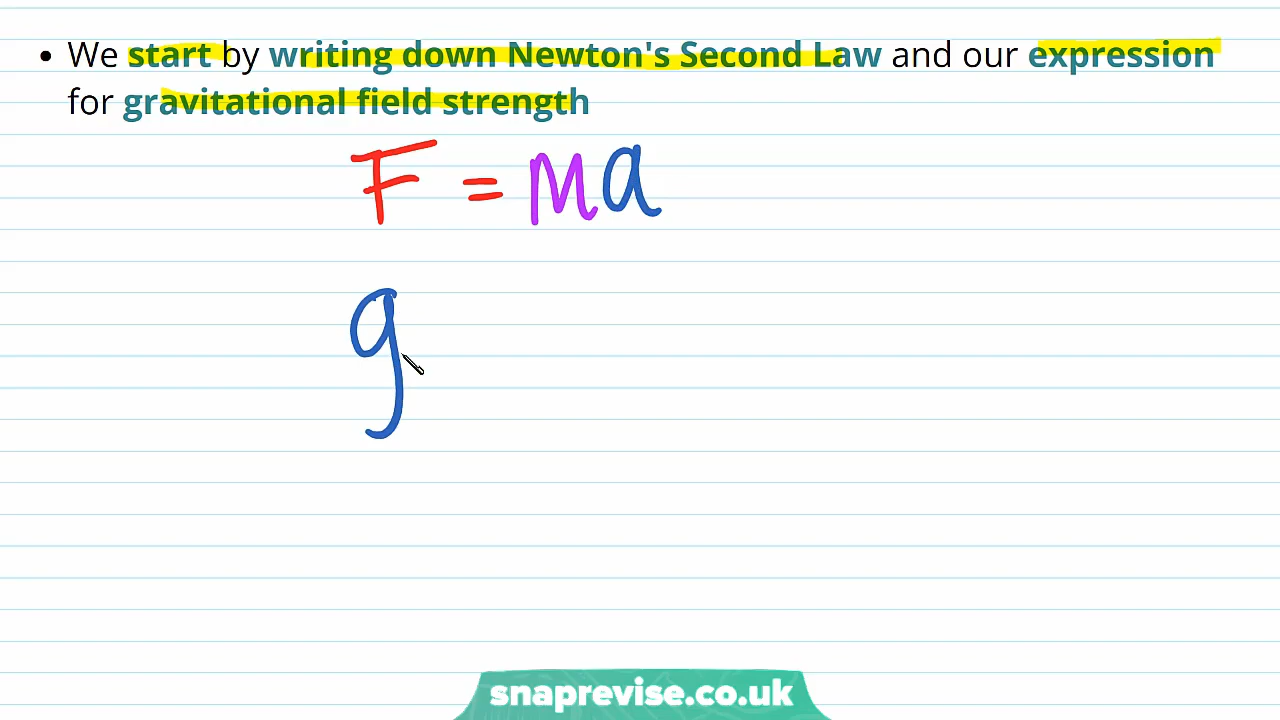 • We start by writing down Newton's Second Law and our expression
for gravitational field strength
F = ma
g
snaprevise.co.uk